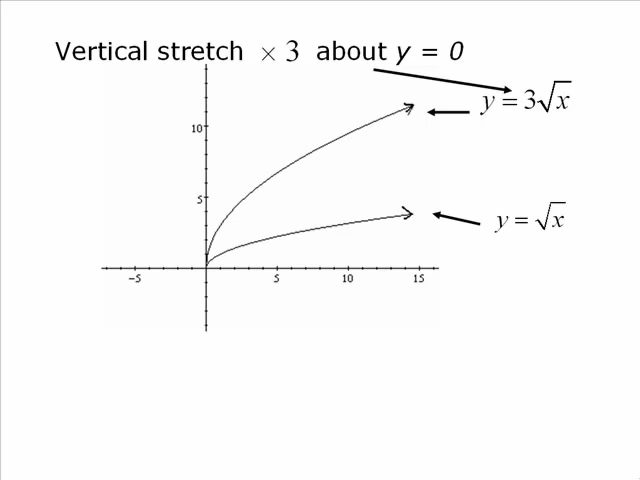 Vertical stretch × 3 about y = 0
y = 3√x
10
5
y = √x
−5 5 10 15